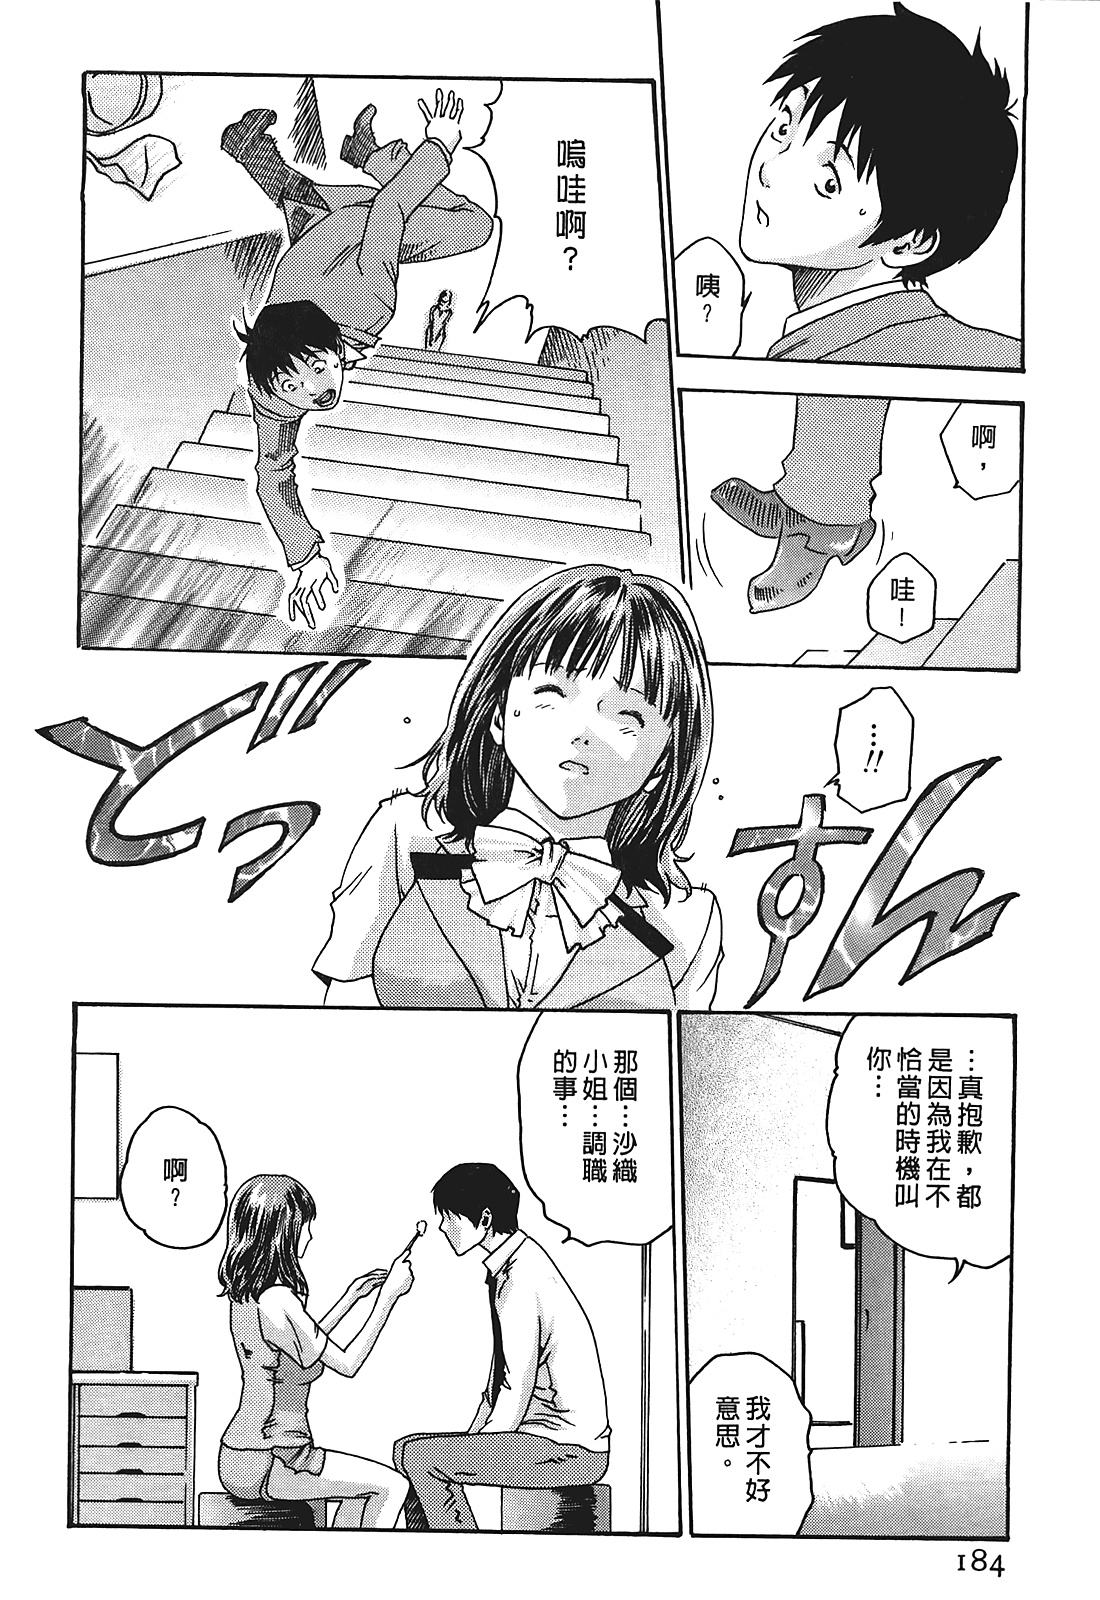 咦？
啊，
哇！
嗚哇啊？
…!!
どっ
すん
…真抱歉，都
是因為我在不
恰當的時機叫
你…
我才不好
意思。
那個…沙織
小姐…調職
的事…
啊？
184